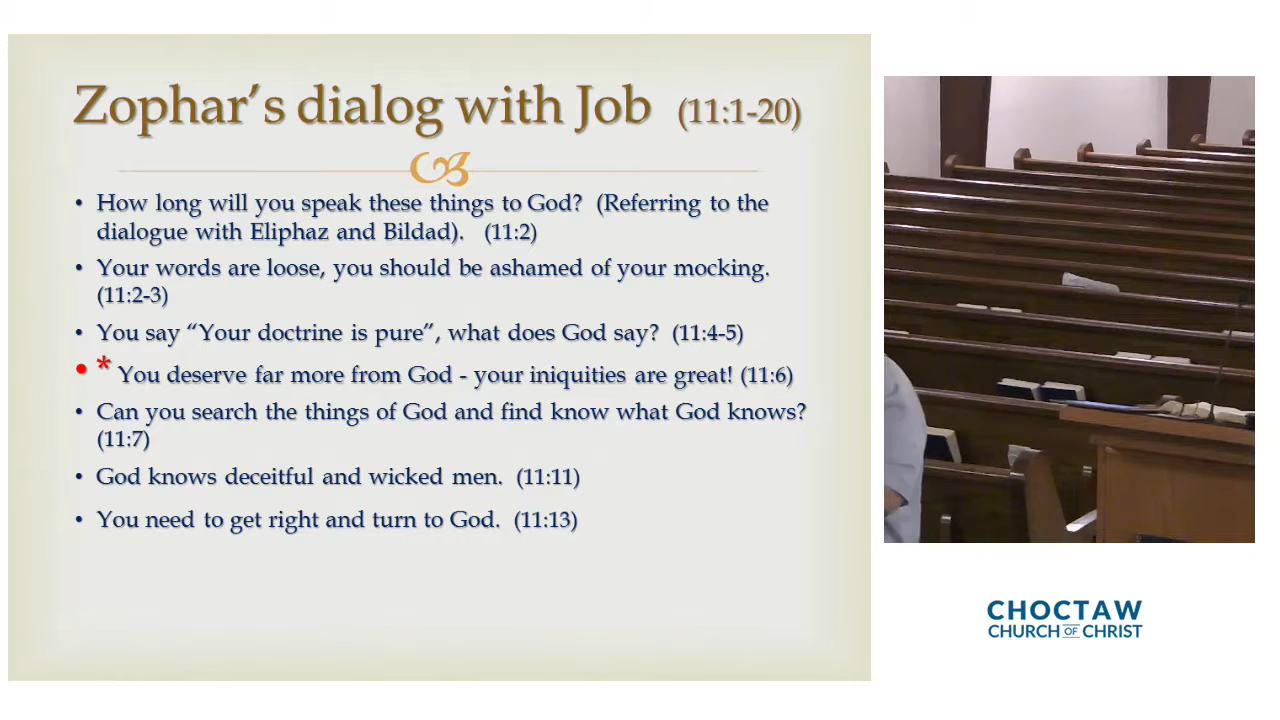 Zophar's dialog with Job (11:1-20)
• How long will you speak these things to God? (Referring to the
dialogue with Eliphaz and Bildad). (11:2)
• Your words are loose, you should be ashamed of your mocking.
(11:2-3)
• You say “Your doctrine is pure”, what does God say? (11:4-5)
• * You deserve far more from God - your iniquities are great! (11:6)
• Can you search the things of God and find know what God knows?
(11:7)
• God knows deceitful and wicked men. (11:11)
• You need to get right and turn to God. (11:13)
CHOCTAW
CHURCH OF CHRIST